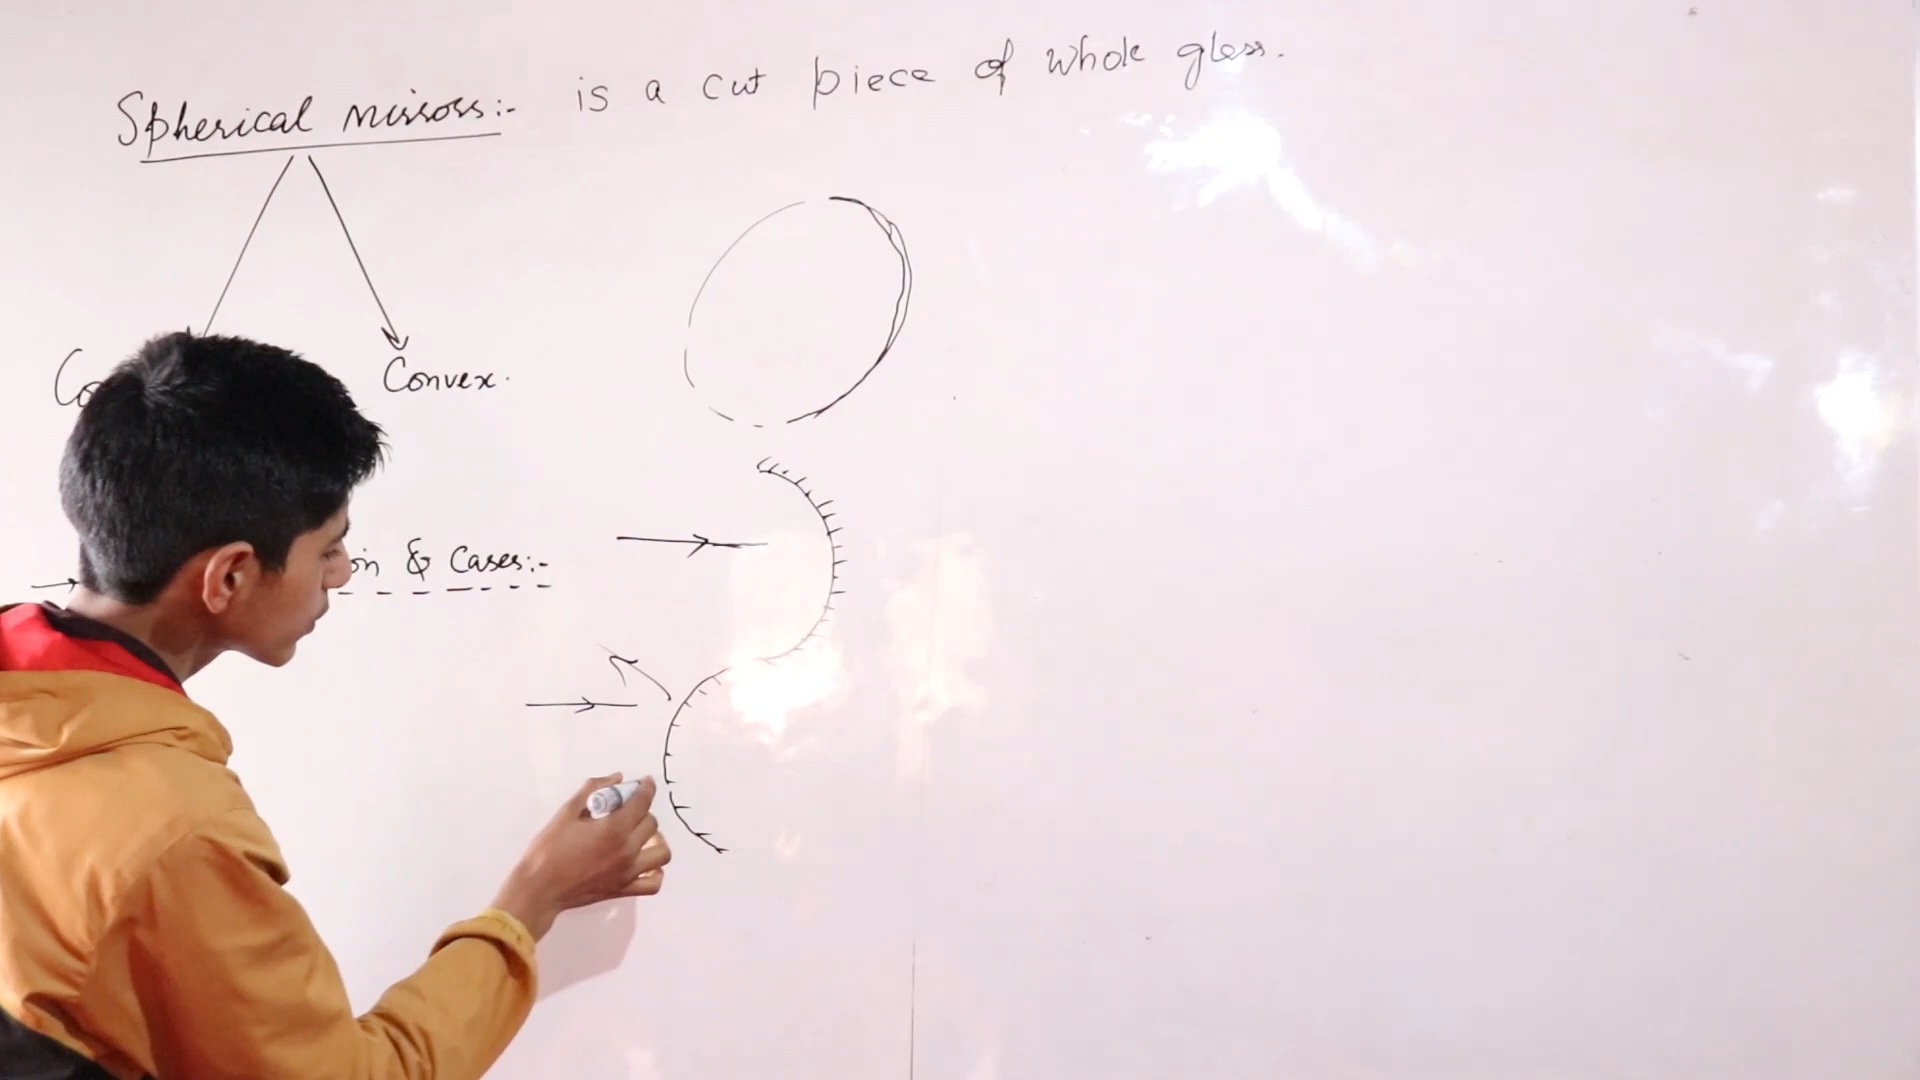 Spherical mirrors:- is a cut piece of whole glass.
Convex.
& Cases:-